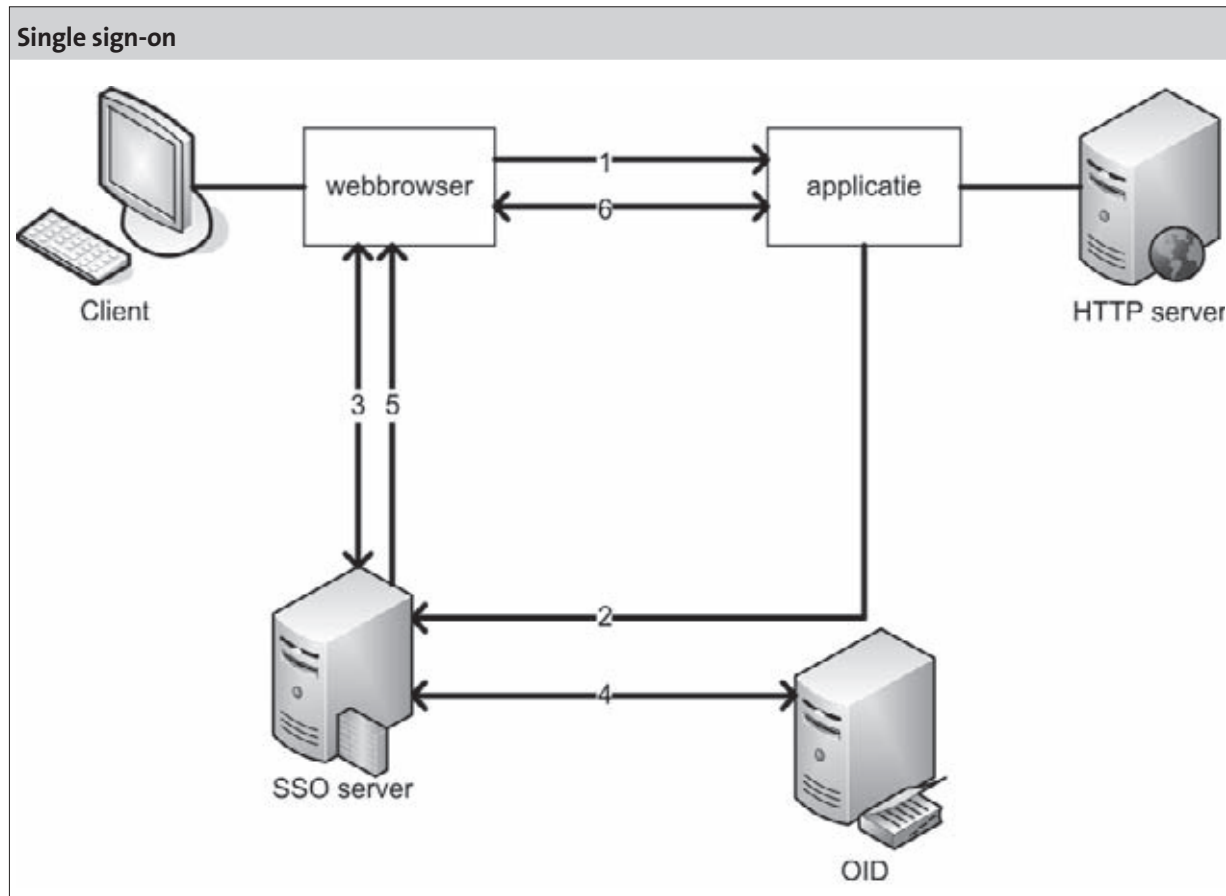 Single sign-on
webbrowser
1
6
applicatie
Client
HTTP server
3 5
2
4
SSO server
OID